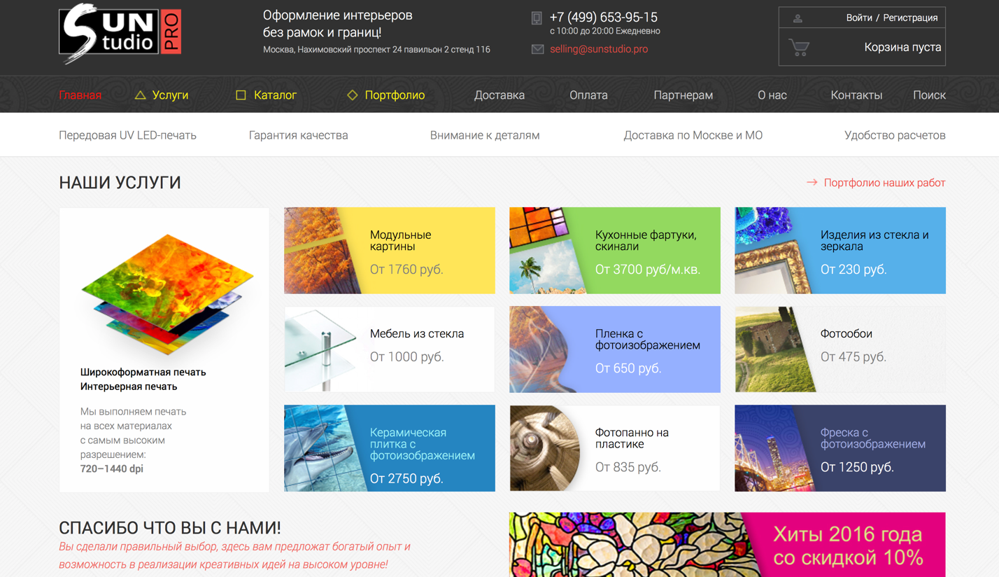 SUN
tudio
PRO
Оформление интерьеров
без рамок и границ!
Москва, Нахимовский проспект 24 павильон 2 стенд 116
+7 (499) 653-95-15
с 10:00 до 20:00 Ежедневно
selling@sunstudio.pro
Войти / Регистрация
Корзина пуста
Главная Услуги Каталог Портфолио Доставка Оплата Партнерам О нас Контакты Поиск
Передовая UV LED-печать Гарантия качества Внимание к деталям Доставка по Москве и МО Удобство расчетов
НАШИ УСЛУГИ
Портфолио наших работ
Широкоформатная печать
Интерьерная печать
Мы выполняем печать
на всех материалах
с самым высоким
разрешением:
720–1440 dpi
Модульные
картины
От 1760 руб.
Кухонные фартуки,
скинали
От 3700 руб/м.кв.
Изделия из стекла и
зеркала
От 230 руб.
Мебель из стекла
От 1000 руб.
Пленка с
фотоизображением
От 650 руб.
Фотообои
От 475 руб.
Керамическая
плитка с
фотоизображением
От 2750 руб.
Фотопанно на
пластике
От 835 руб.
Фреска с
фотоизображением
От 1250 руб.
СПАСИБО ЧТО ВЫ С НАМИ!
Вы сделали правильный выбор, здесь вам предложат богатый опыт и
возможность в реализации креативных идей на высоком уровне!
Хиты 2016 года
со скидкой 10%